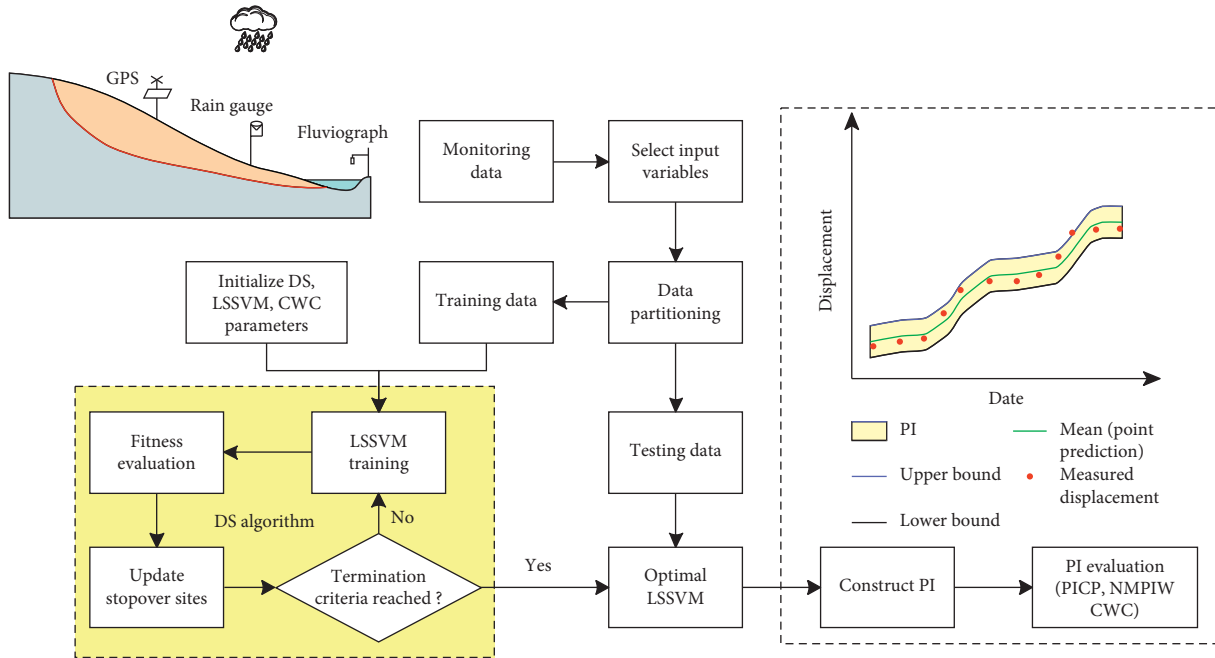 GPS
Rain gauge
Fluviograph
Monitoring
data
Select input
variables
Initialize DS,
LSSVM, CWC
parameters
Training data
Data
partitioning
Fitness
evaluation
LSSVM
training
Testing data
DS algorithm
No
Update
stopover sites
Termination
criteria reached ?
Yes
Optimal
LSSVM
Displacement
Date
PI
Upper bound
Lower bound
Mean (point
prediction)
Measured
displacement
Construct PI
PI evaluation
(PICP, NMPIW
CWC)